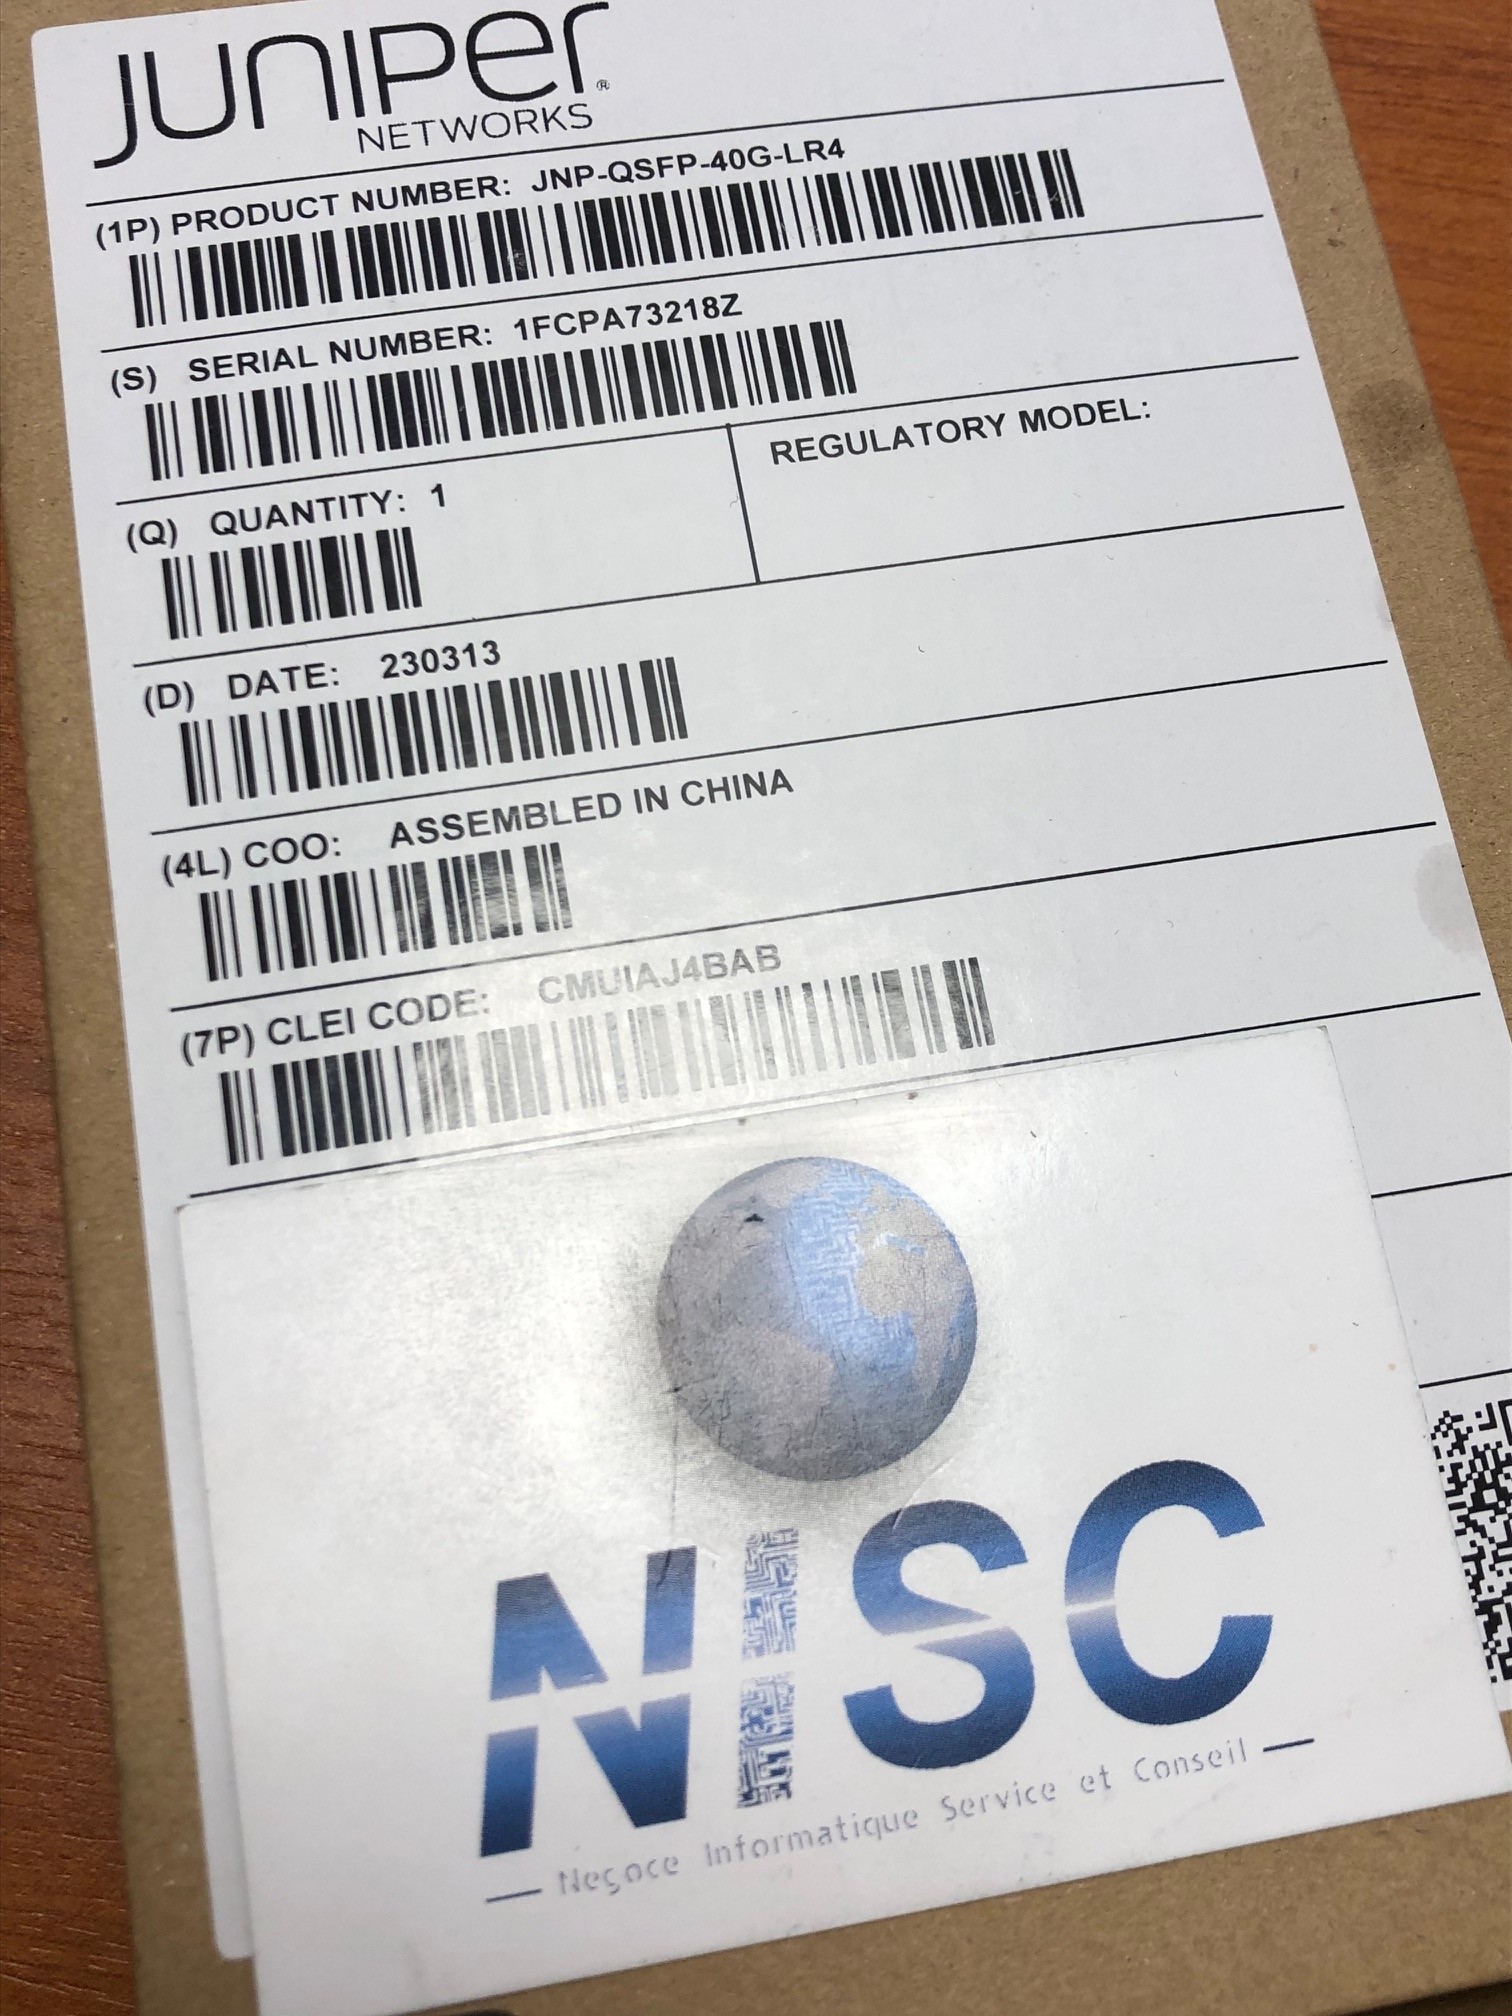 JUNIPer
NETWORKS
(1P) PRODUCT NUMBER: JNP-QSFP-40G-LR4
(S) SERIAL NUMBER: 1FCPA73218Z
(Q) QUANTITY: 1
REGULATORY MODEL:
(D) DATE: 230313
(4L) COO: ASSEMBLED IN CHINA
(7P) CLEI CODE: CMUIAJ4BAB
NISC
Negoce Informatique Service et Conseil